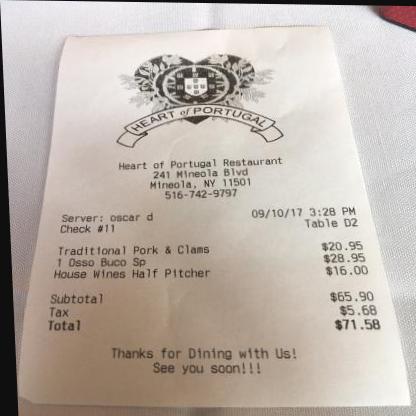 HEART of PORTUGAL
Heart of Portugal Restaurant
241 Mineola Blvd
Mineola, NY 11501
516-742-9797
Server: oscar d 09/10/17 3:28 PM
Check #11 Table D2
Traditional Pork & Clams $20.95
1 Osso Buco Sp $28.95
House Wines Half Pitcher $16.00
Subtotal $65.90
Tax $5.68
Total $71.58
Thanks for Dining with Us!
See you soon!!!